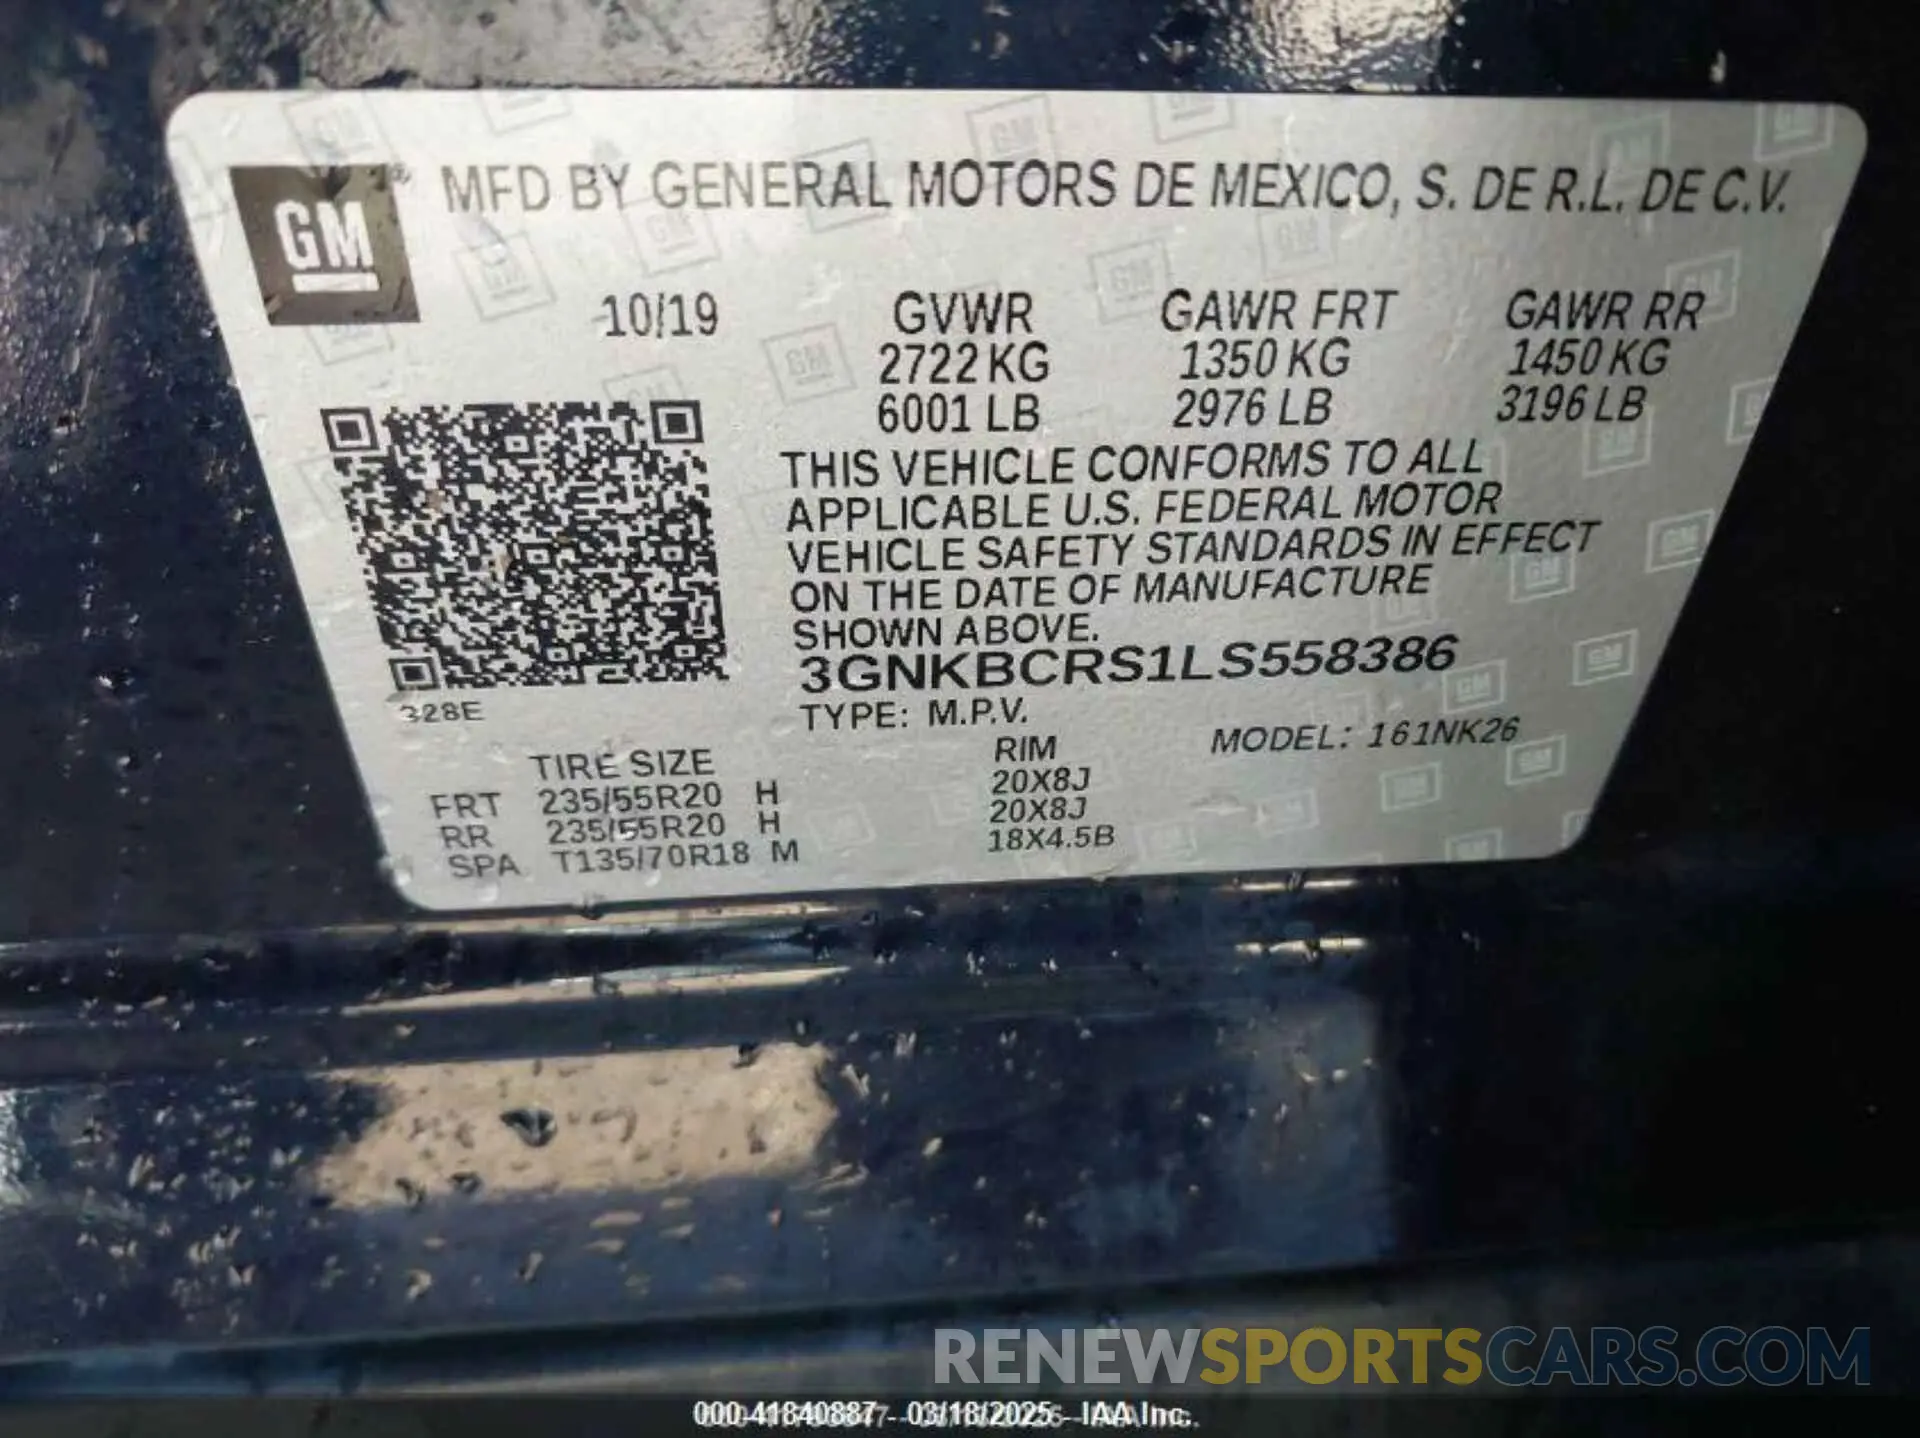 GM ® MFD BY GENERAL MOTORS DE MEXICO, S. DE R.L. DE C.V.
10/19 GVWR GAWR FRT GAWR RR
2722 KG 1350 KG 1450 KG
6001 LB 2976 LB 3196 LB
THIS VEHICLE CONFORMS TO ALL
APPLICABLE U.S. FEDERAL MOTOR
VEHICLE SAFETY STANDARDS IN EFFECT
ON THE DATE OF MANUFACTURE
SHOWN ABOVE.
3GNKBCRS1LS558386
328E TYPE: M.P.V.
TIRE SIZE RIM MODEL: 161NK26
FRT 235/55R20 H 20X8J
RR 235/55R20 H 20X8J
SPA T135/70R18 M 18X4.5B
RENEWSPORTSCARS.COM
000-41840887 - 03/18/2025 - IAA Inc.